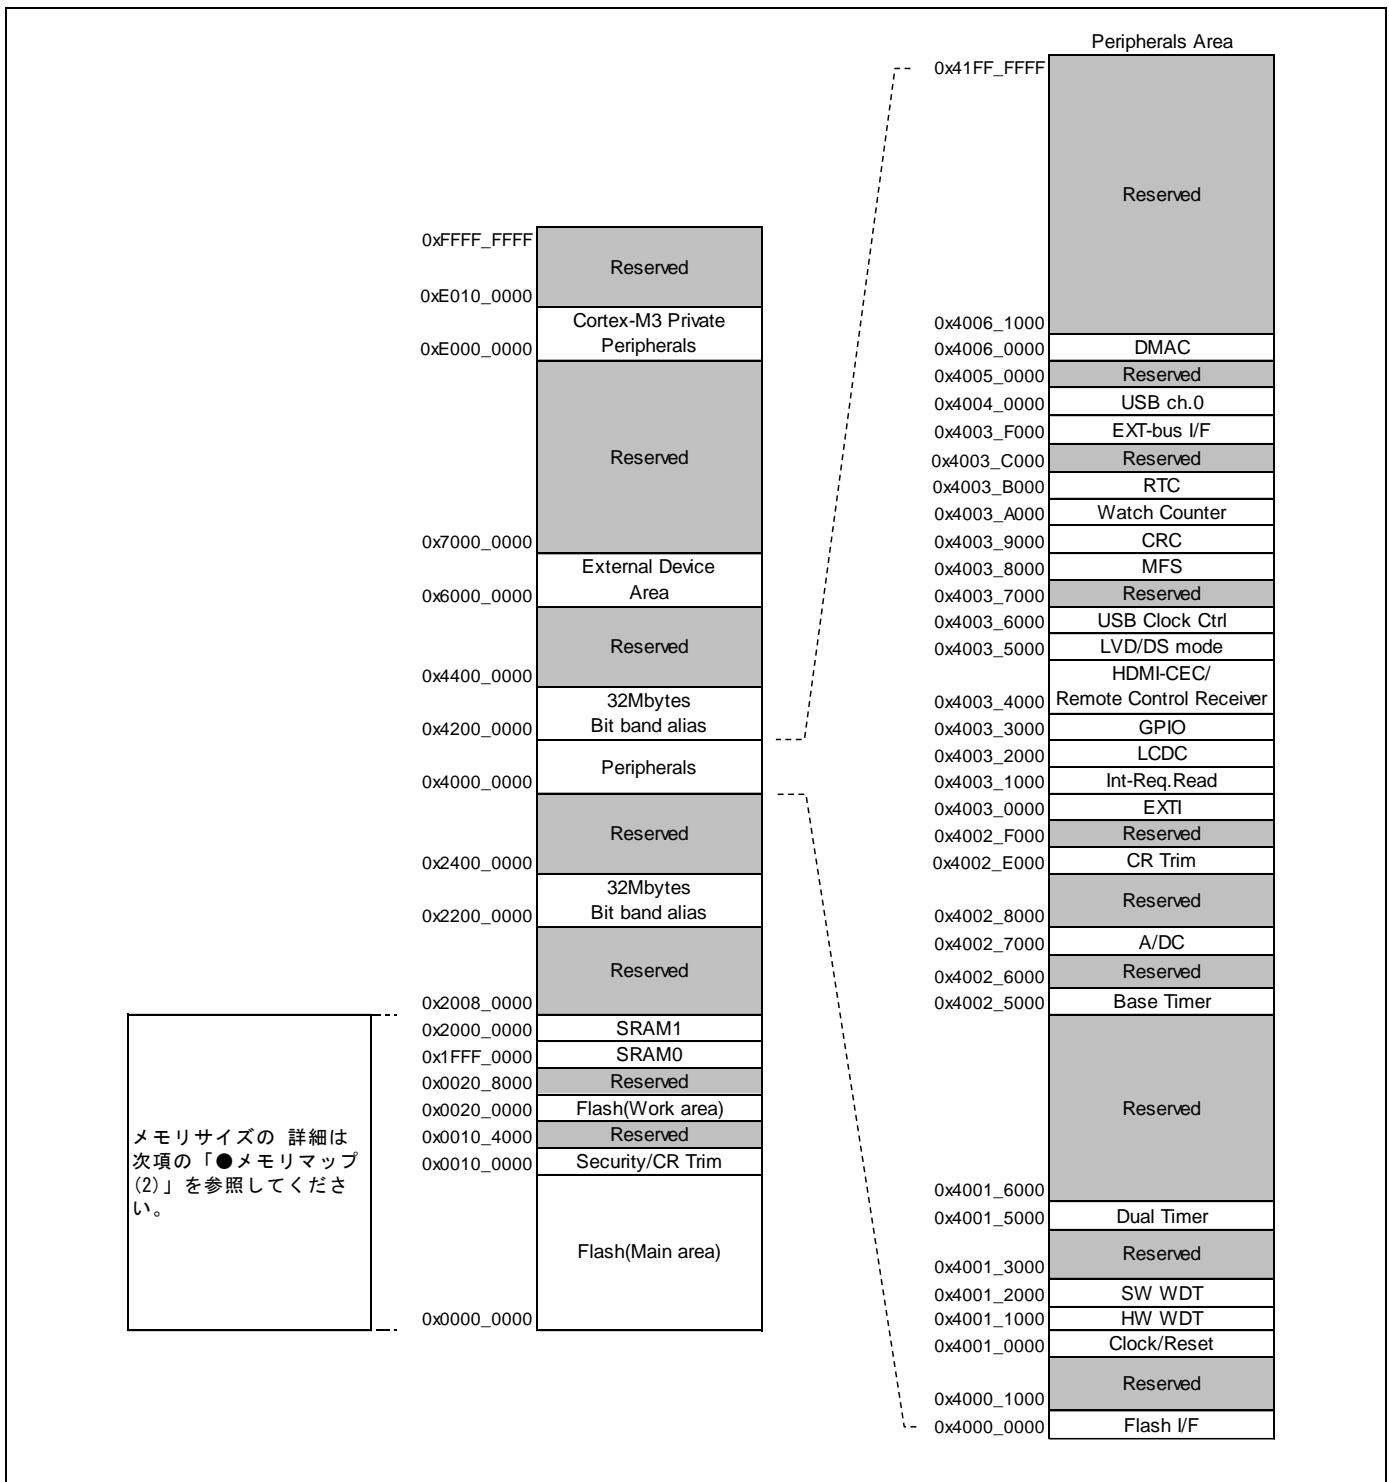 Peripherals Area
0x41FF_FFFF
Reserved
0x4006_1000
0x4006_0000 DMAC
0x4005_0000 Reserved
0x4004_0000 USB ch.0
0x4003_F000 EXT-bus I/F
0x4003_C000 Reserved
0x4003_B000 RTC
0x4003_A000 Watch Counter
0x4003_9000 CRC
0x4003_8000 MFS
0x4003_7000 Reserved
0x4003_6000 USB Clock Ctrl
0x4003_5000 LVD/DS mode
HDMI-CEC/
0x4003_4000 Remote Control Receiver
0x4003_3000 GPIO
0x4003_2000 LCDC
0x4003_1000 Int-Req.Read
0x4003_0000 EXTI
0x4002_F000 Reserved
0x4002_E000 CR Trim
Reserved
0x4002_8000
0x4002_7000 A/DC
0x4002_6000 Reserved
0x4002_5000 Base Timer
Reserved
0x4001_6000
0x4001_5000 Dual Timer
Reserved
0x4001_3000
0x4001_2000 SW WDT
0x4001_1000 HW WDT
0x4001_0000 Clock/Reset
Reserved
0x4000_1000
0x4000_0000 Flash I/F
0xFFFF_FFFF
Reserved
0xE010_0000
Cortex-M3 Private
0xE000_0000 Peripherals
Reserved
0x7000_0000
External Device
0x6000_0000 Area
Reserved
0x4400_0000
32Mbytes
0x4200_0000 Bit band alias
Peripherals
0x4000_0000
Reserved
0x2400_0000
32Mbytes
0x2200_0000 Bit band alias
Reserved
0x2008_0000
0x2000_0000 SRAM1
0x1FFF_0000 SRAM0
0x0020_8000 Reserved
0x0020_0000 Flash(Work area)
0x0010_4000 Reserved
0x0010_0000 Security/CR Trim
Flash(Main area)
0x0000_0000
メモリサイズの 詳細は
次項の「●メモリマップ
(2)」を参照してくださ
い。